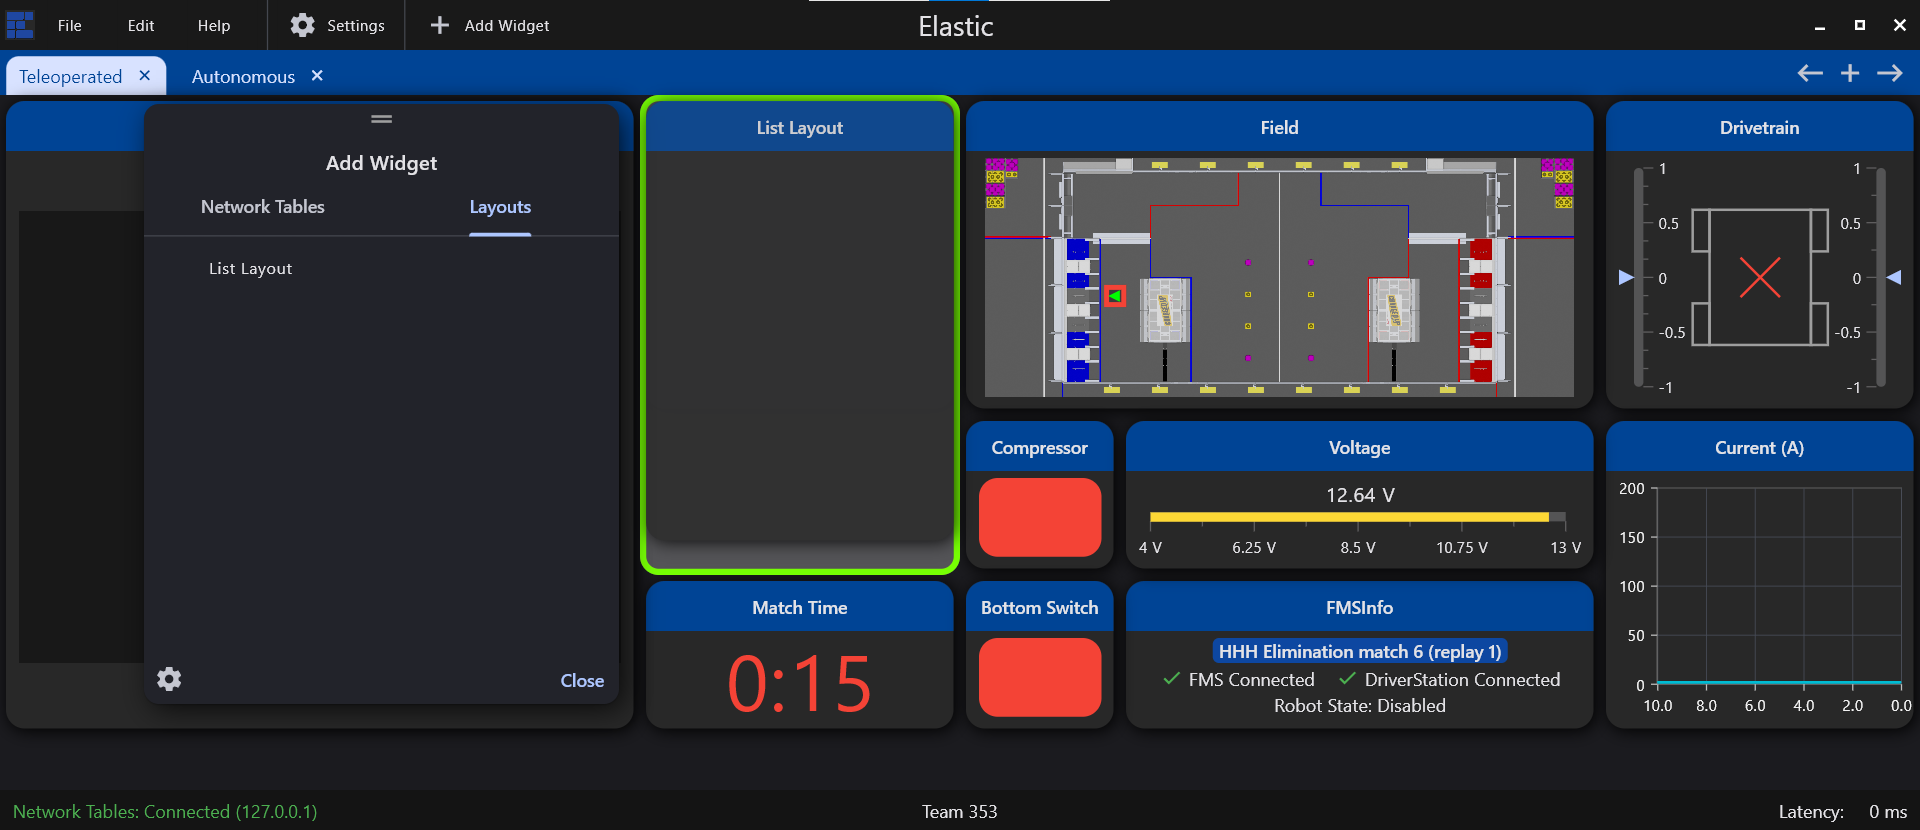 File Edit Help Settings Add Widget Elastic
Teleoperated Autonomous
Add Widget
Network Tables Layouts
List Layout
Close
List Layout
Match Time
0:15
Field
Compressor
Bottom Switch
Voltage
12.64 V
4 V 6.25 V 8.5 V 10.75 V 13 V
FMSInfo
HHH Elimination match 6 (replay 1)
FMS Connected DriverStation Connected
Robot State: Disabled
Drivetrain
1 1
0.5 0.5
0 0
-0.5 -0.5
-1 -1
Current (A)
200
150
100
50
0
10.0 8.0 6.0 4.0 2.0 0.0
Network Tables: Connected (127.0.0.1) Team 353 Latency: 0 ms